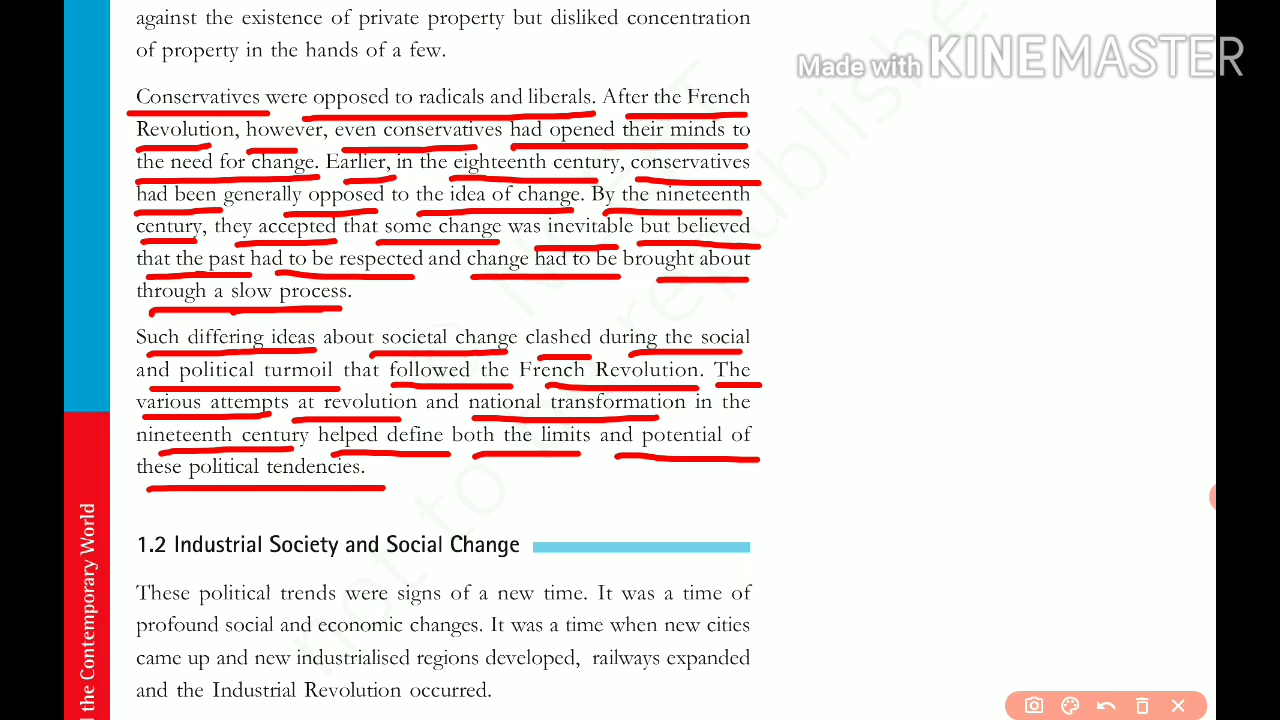 against the existence of private property but disliked concentration
of property in the hands of a few.
Made with KINEMASTER
Conservatives were opposed to radicals and liberals. After the French
Revolution, however, even conservatives had opened their minds to
the need for change. Earlier, in the eighteenth century, conservatives
had been generally opposed to the idea of change. By the nineteenth
century, they accepted that some change was inevitable but believed
that the past had to be respected and change had to be brought about
through a slow process.
Such differing ideas about societal change clashed during the social
and political turmoil that followed the French Revolution. The
various attempts at revolution and national transformation in the
nineteenth century helped define both the limits and potential of
these political tendencies.
1.2 Industrial Society and Social Change
These political trends were signs of a new time. It was a time of
profound social and economic changes. It was a time when new cities
came up and new industrialised regions developed, railways expanded
and the Industrial Revolution occurred.
the Contemporary World
not to republishe